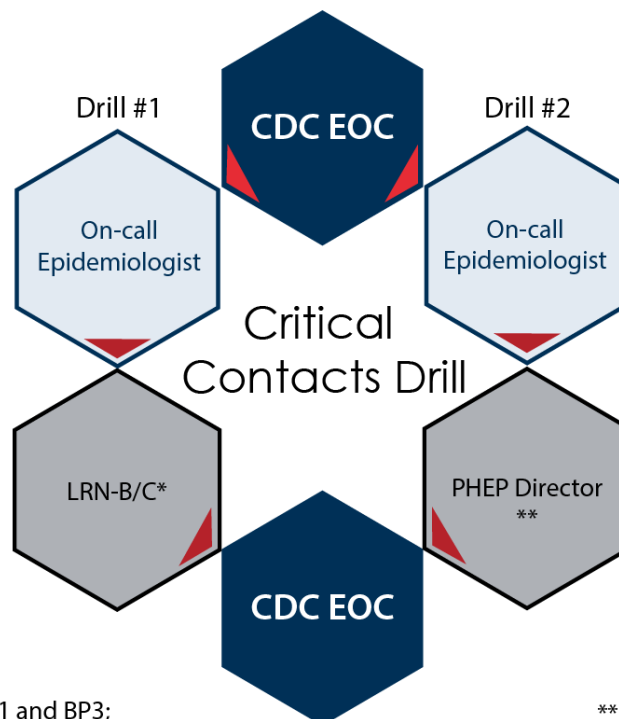 Drill #1
CDC EOC
Drill #2
On-call
Epidemiologist
On-call
Epidemiologist
Critical
Contacts Drill
LRN-B/C*
PHEP Director
**
CDC EOC
1 and BP3;
**